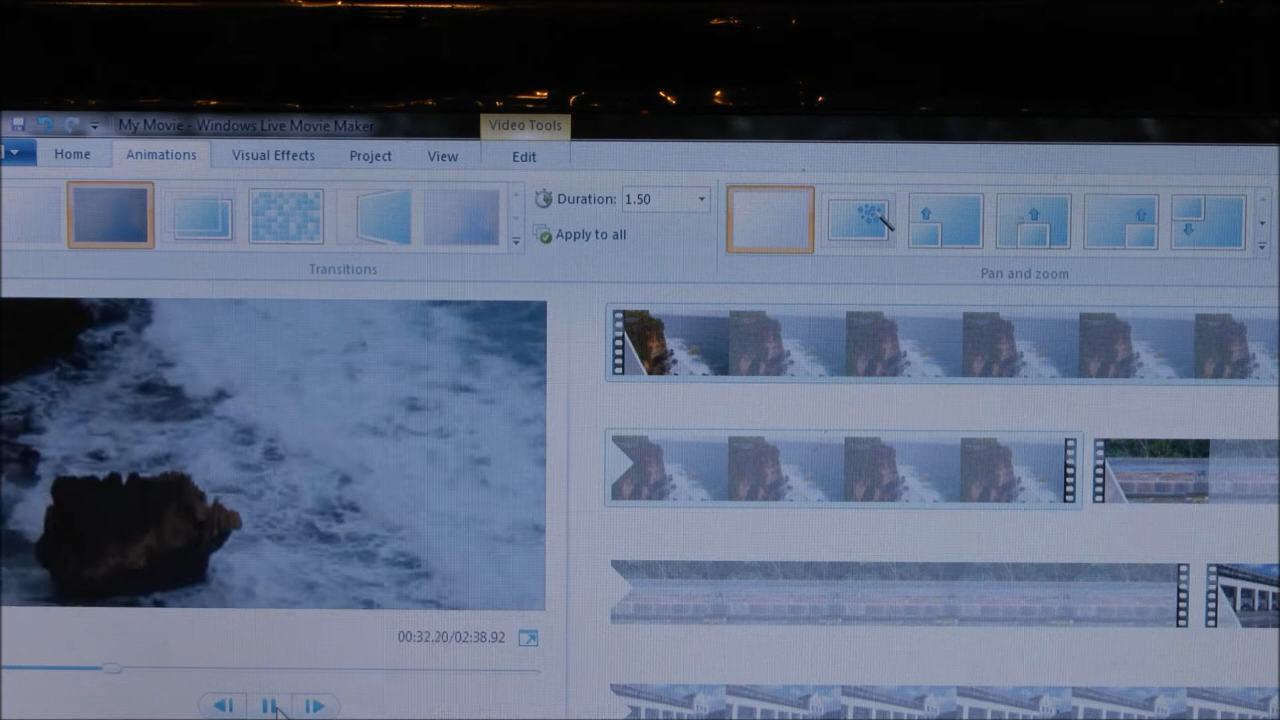 My Movie - Windows Live Movie Maker
Video Tools
Home
Animations
Visual Effects
Project
View
Edit
Duration: 1.50
Apply to all
Transitions
Pan and zoom
00:32.20/02:38.92